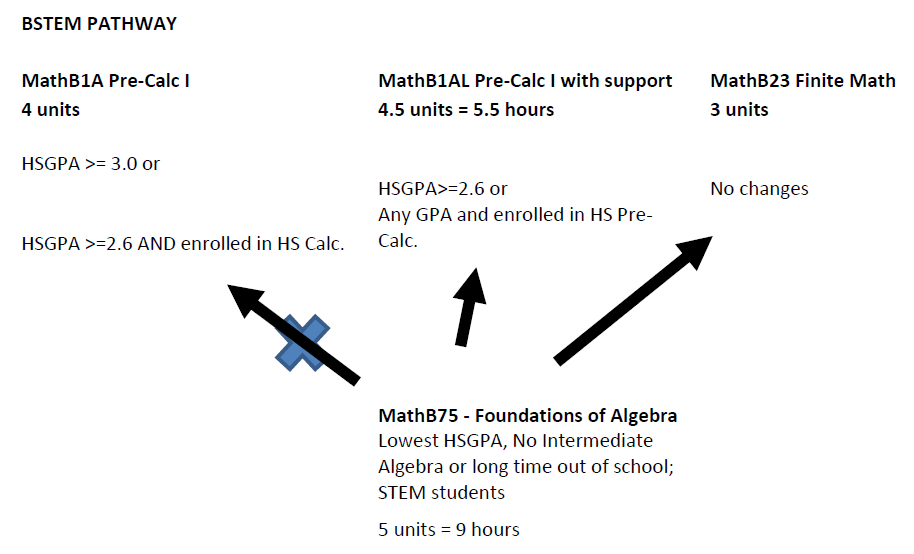 BSTEM PATHWAY
MathB1A Pre-Calc I
4 units
HSGPA >= 3.0 or
HSGPA >=2.6 AND enrolled in HS Calc.
MathB1AL Pre-Calc I with support
4.5 units = 5.5 hours
HSGPA>=2.6 or
Any GPA and enrolled in HS Pre-
Calc.
MathB23 Finite Math
3 units
No changes
MathB75 - Foundations of Algebra
Lowest HSGPA, No Intermediate
Algebra or long time out of school;
STEM students
5 units = 9 hours